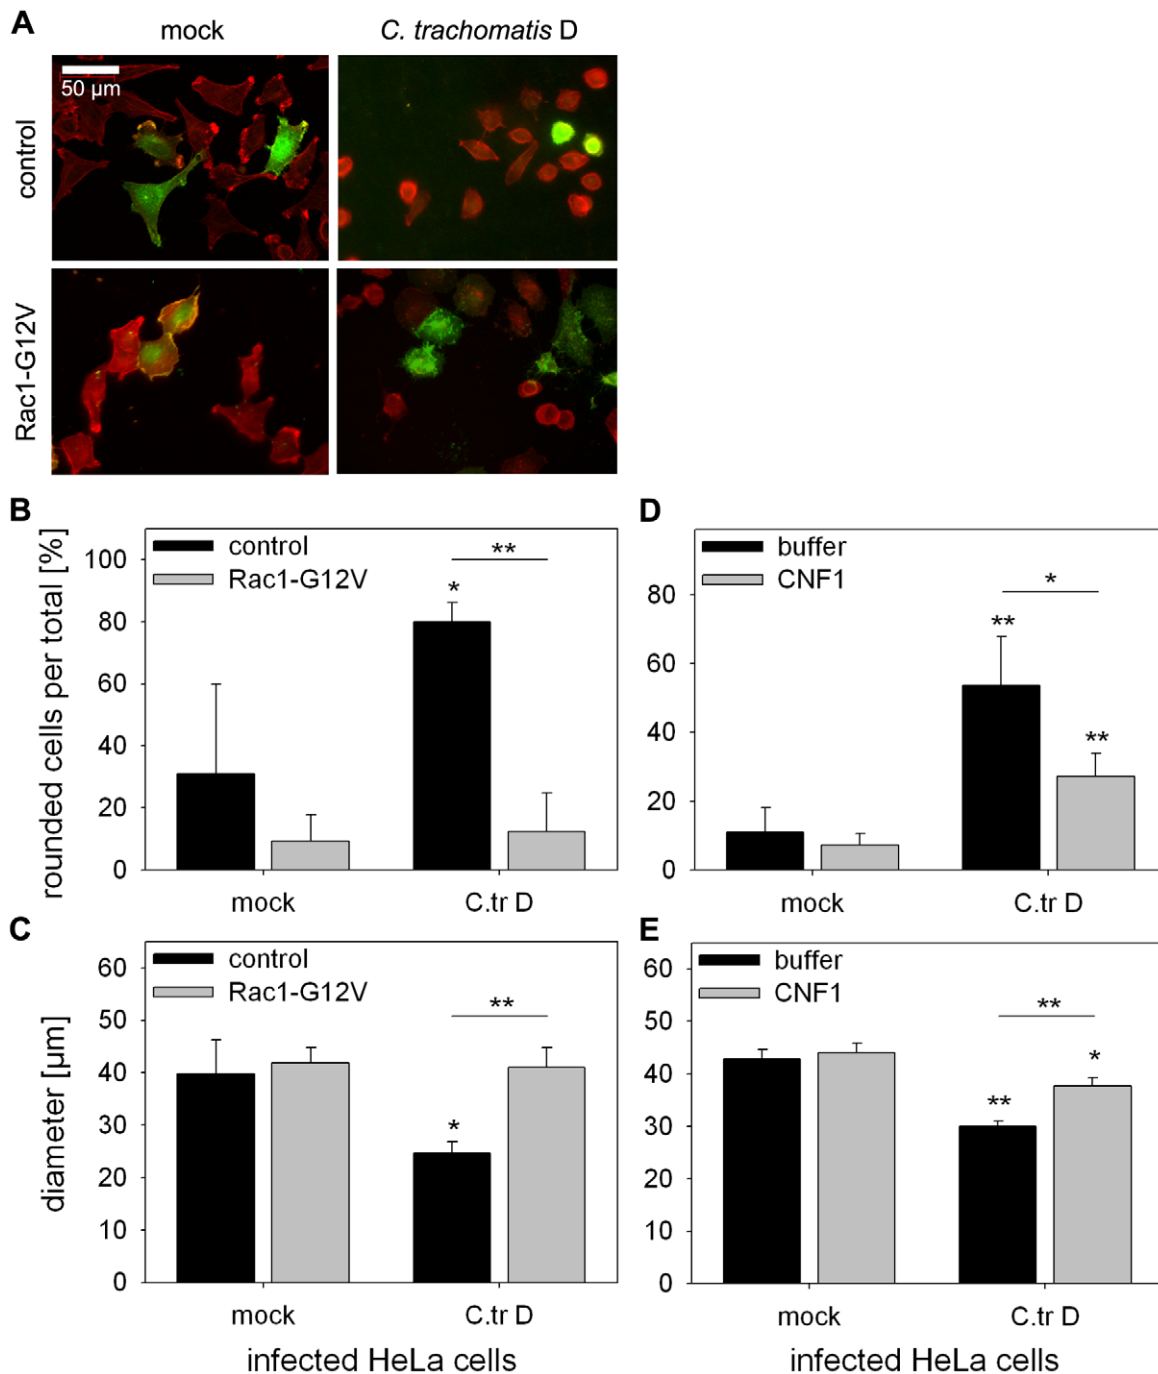 A
mock
C. trachomatis D
control
50 µm
Rac1-G12V
B
rounded cells per total [%]
100
80
60
40
20
0
control
Rac1-G12V
**
*
mock
C.tr D
D
80
60
40
20
0
buffer
CNF1
*
**
**
mock
C.tr D
C
diameter [µm]
60
50
40
30
20
10
0
control
Rac1-G12V
**
*
mock
C.tr D
infected HeLa cells
E
60
50
40
30
20
10
0
buffer
CNF1
**
*
**
mock
C.tr D
infected HeLa cells